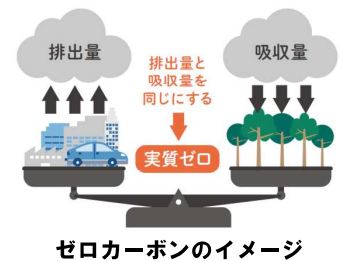 排出量
排出量と
吸収量を
同じにする
吸収量
実質ゼロ
ゼロカーボンのイメージ